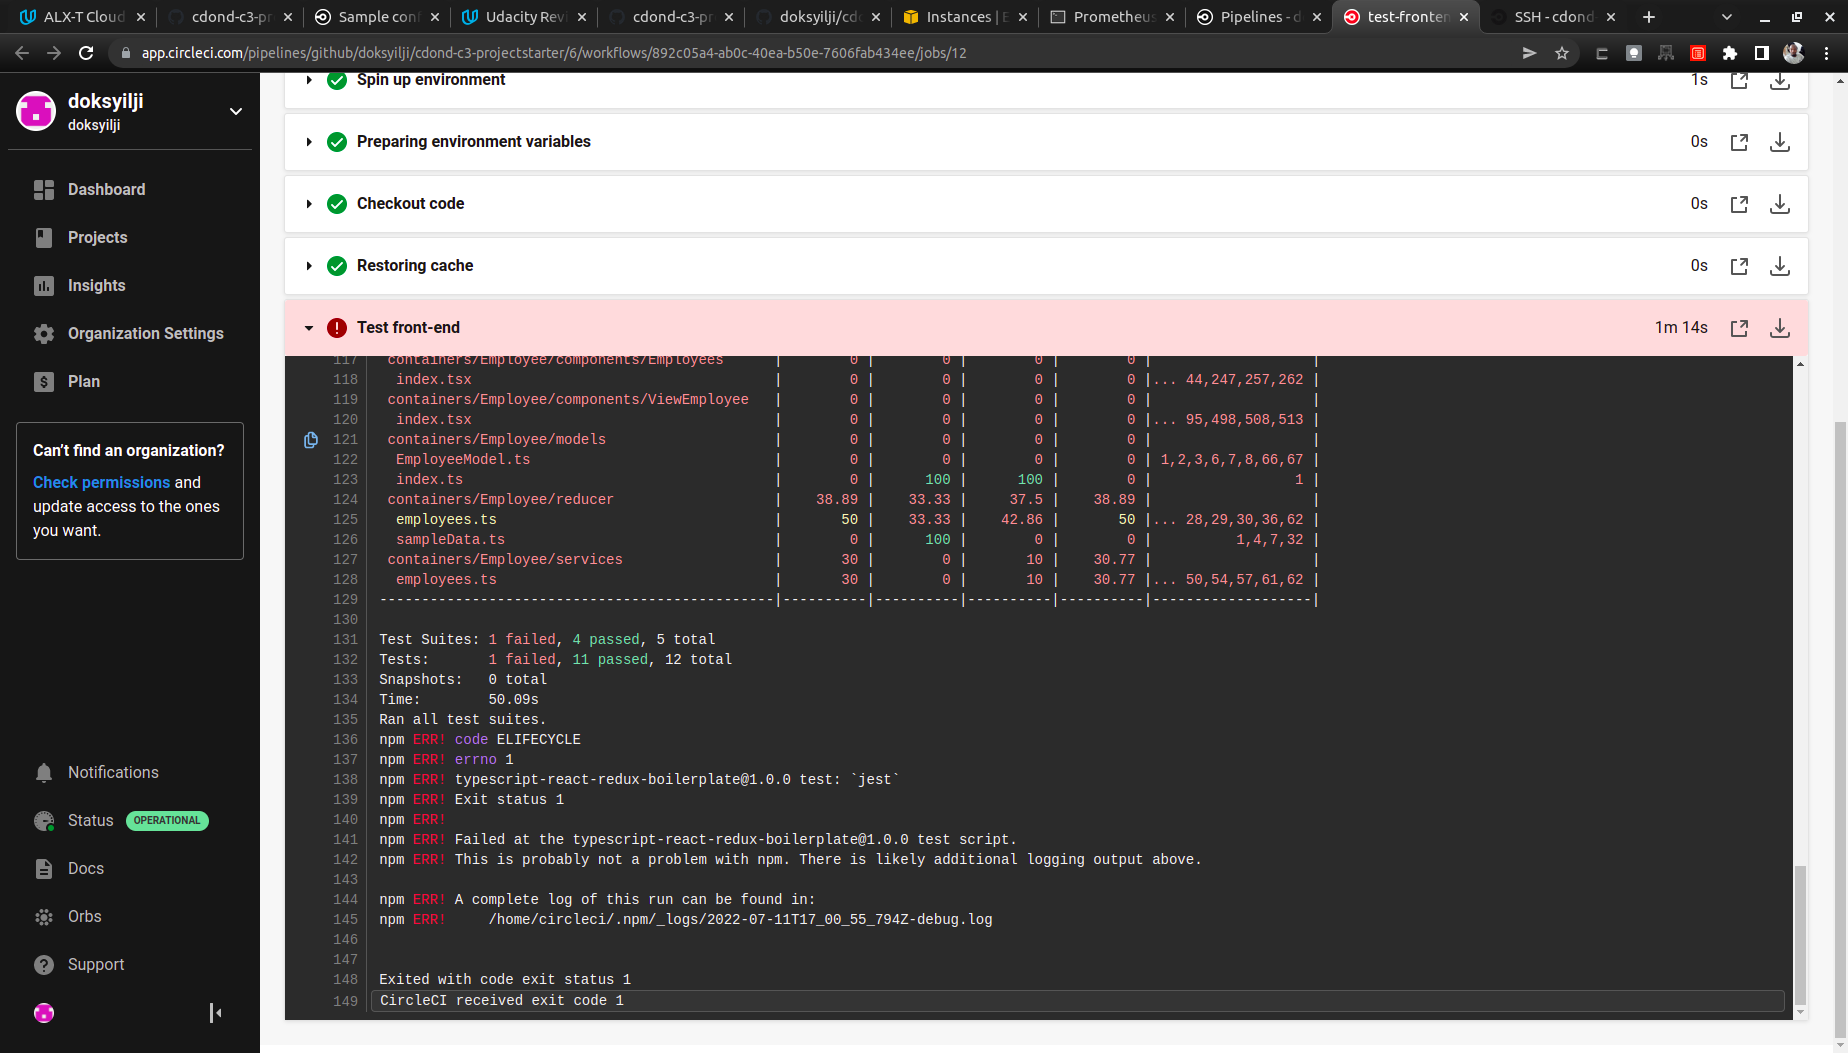 ALX-T Cloud
cdond-c3-pr
Sample con
Udacity Revi
cdond-c3-pr
doksyilji/cd
Instances | E
Prometheus
Pipelines - d
test-fronten
SSH - cdond
app.circleci.com/pipelines/github/doksyilji/cdond-c3-projectstarter/6/workflows/892c05a4-ab0c-40ea-b50e-7606fab434ee/jobs/12
doksyilji
doksyilji
Dashboard
Projects
Insights
Organization Settings
Plan
Can't find an organization?
Check permissions and
update access to the ones
you want.
Notifications
Status OPERATIONAL
Docs
Orbs
Support
Spin up environment 1s
Preparing environment variables 0s
Checkout code 0s
Restoring cache 0s
Test front-end 1m 14s
117 containers/Employee/components/Employees | 0 | 0 | 0 | 0 | |
118 index.tsx | 0 | 0 | 0 | 0 |... 44,247,257,262 |
119 containers/Employee/components/ViewEmployee | 0 | 0 | 0 | 0 | |
120 index.tsx | 0 | 0 | 0 | 0 |... 95,498,508,513 |
121 containers/Employee/models | 0 | 0 | 0 | 0 | |
122 EmployeeModel.ts | 0 | 0 | 0 | 0 | 1,2,3,6,7,8,66,67 |
123 index.ts | 0 | 100 | 100 | 0 | 1 |
124 containers/Employee/reducer | 38.89 | 33.33 | 37.5 | 38.89 | |
125 employees.ts | 50 | 33.33 | 42.86 | 50 |... 28,29,30,36,62 |
126 sampleData.ts | 0 | 100 | 0 | 0 | 1,4,7,32 |
127 containers/Employee/services | 30 | 0 | 10 | 30.77 | |
128 employees.ts | 30 | 0 | 10 | 30.77 |... 50,54,57,61,62 |
129 -----------------------------------------------|----------|----------|----------|----------|-------------------|
130
131 Test Suites: 1 failed, 4 passed, 5 total
132 Tests: 1 failed, 11 passed, 12 total
133 Snapshots: 0 total
134 Time: 50.09s
135 Ran all test suites.
136 npm ERR! code ELIFECYCLE
137 npm ERR! errno 1
138 npm ERR! typescript-react-redux-boilerplate@1.0.0 test: `jest`
139 npm ERR! Exit status 1
140 npm ERR!
141 npm ERR! Failed at the typescript-react-redux-boilerplate@1.0.0 test script.
142 npm ERR! This is probably not a problem with npm. There is likely additional logging output above.
143
144 npm ERR! A complete log of this run can be found in:
145 npm ERR! /home/circleci/.npm/_logs/2022-07-11T17_00_55_794Z-debug.log
146
147
148 Exited with code exit status 1
149 CircleCI received exit code 1